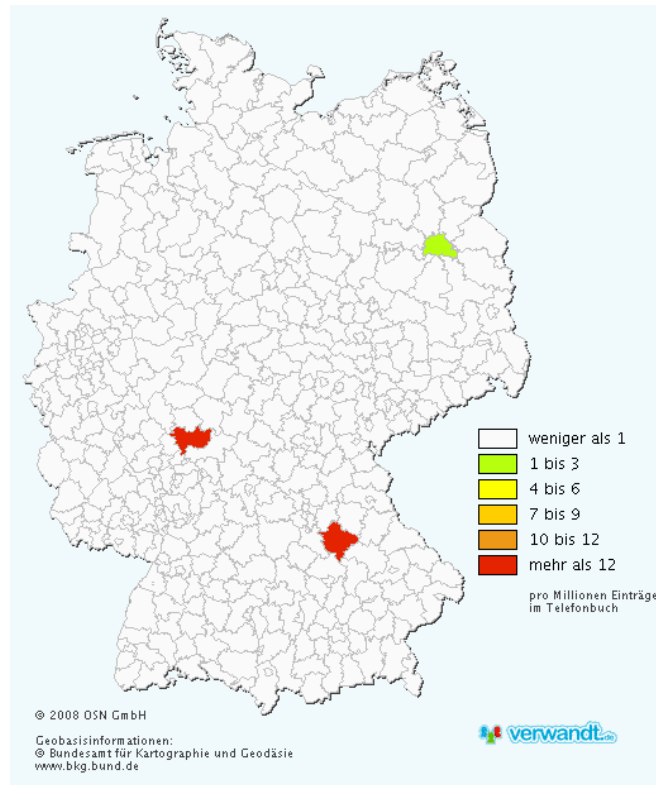 weniger als 1
1 bis 3
4 bis 6
7 bis 9
10 bis 12
mehr als 12
pro Millionen Einträge
im Telefonbuch
© 2008 OSN GmbH
Geobasisinformationen:
© Bundesamt für Kartographie und Geodäsie
www.bkg.bund.de
verwandt.de